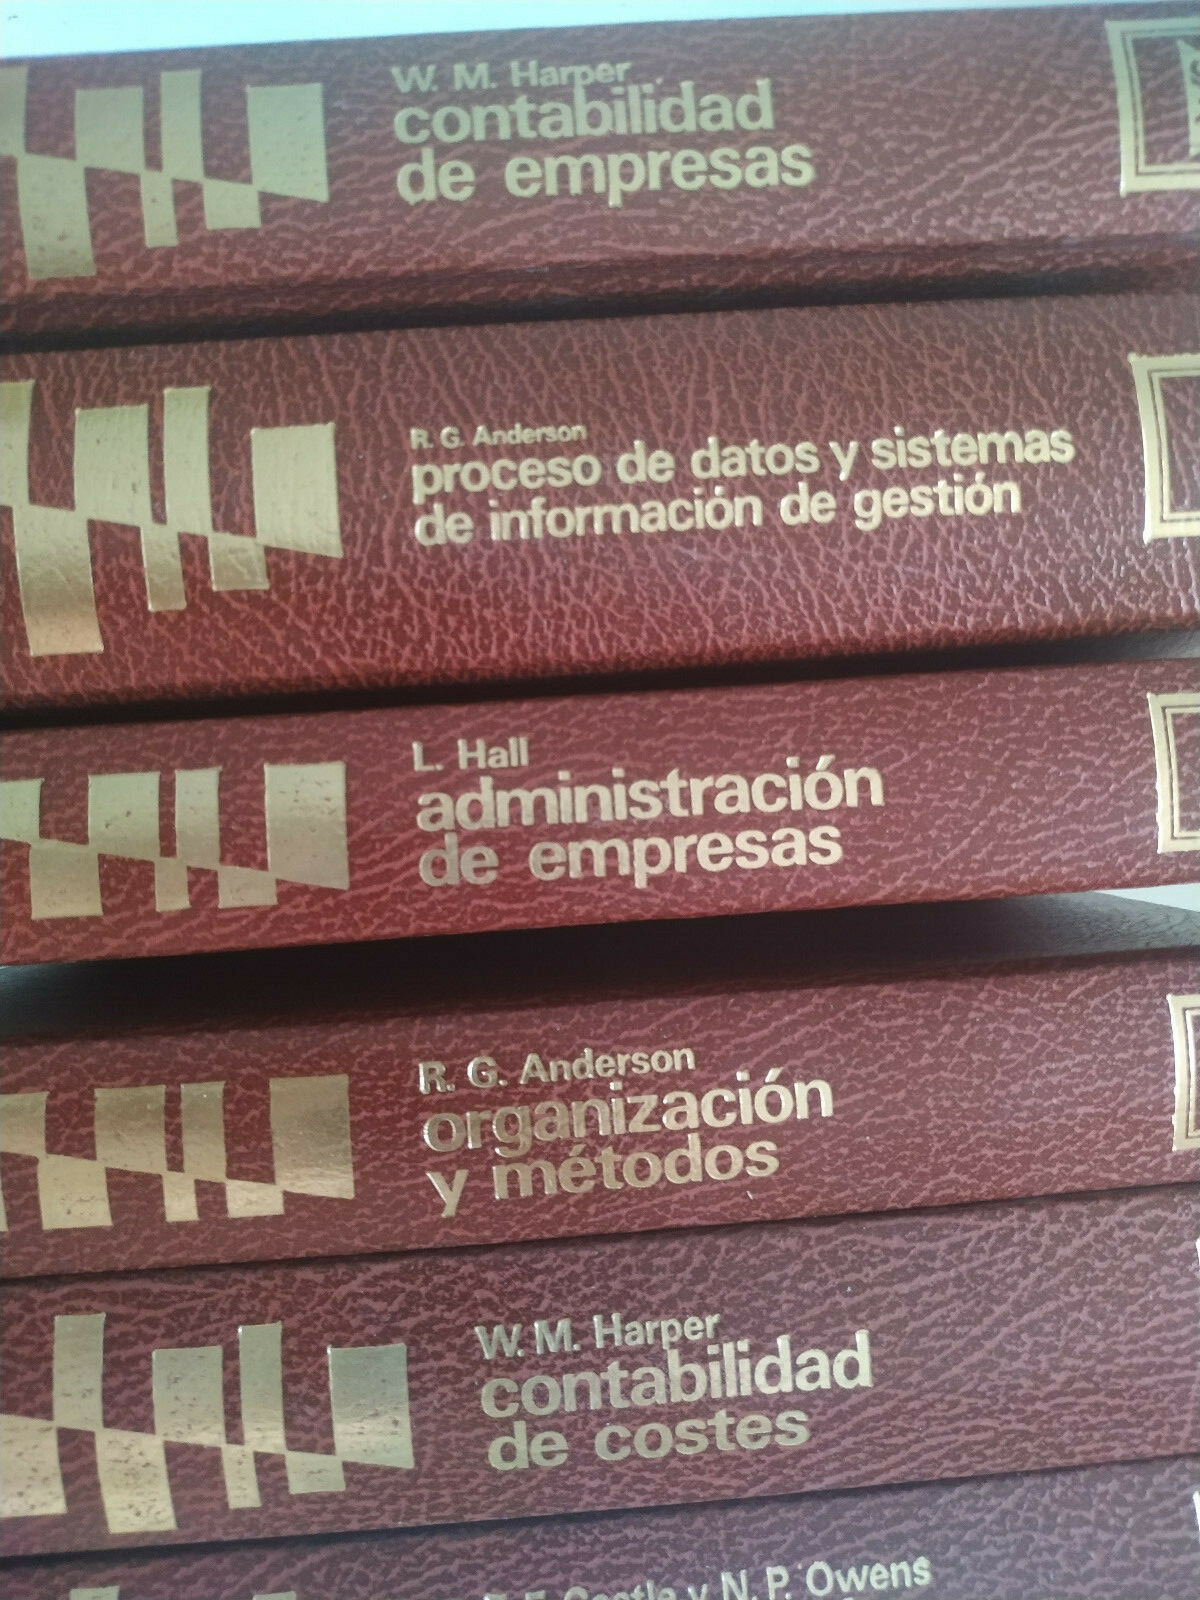 W. M. Harper
contabilidad
de empresas
R. G. Anderson
proceso de datos y sistemas
de información de gestión
L. Hall
administración
de empresas
R. G. Anderson
organización
y métodos
W. M. Harper
contabilidad
de costes
y N. P. Owens